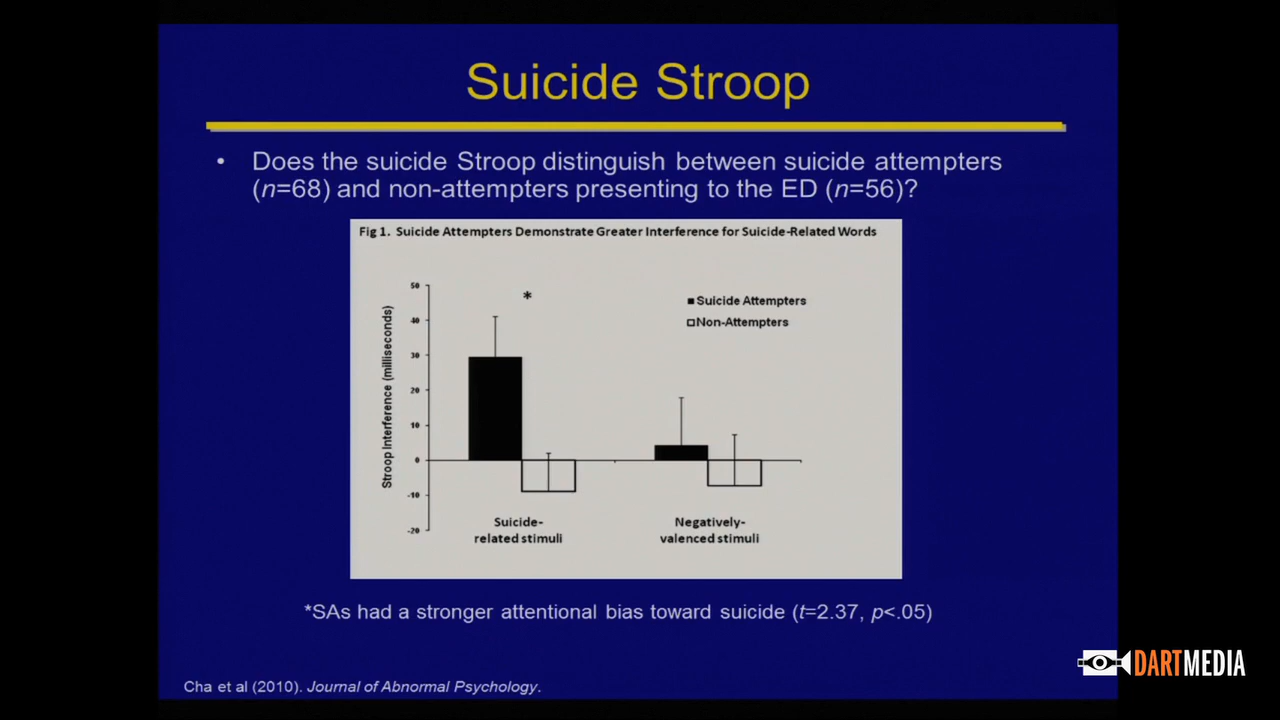 Suicide Stroop
• Does the suicide Stroop distinguish between suicide attempters
(n=68) and non-attempters presenting to the ED (n=56)?
Fig 1. Suicide Attempters Demonstrate Greater Interference for Suicide-Related Words
Stroop Interference (milliseconds)
50
40
30
20
10
0
-10
-20
*
Suicide Attempters
Non-Attempters
Suicide-
related stimuli
Negatively-
valenced stimuli
*SAs had a stronger attentional bias toward suicide (t=2.37, p<.05)
Cha et al (2010). Journal of Abnormal Psychology.
DARTMEDIA